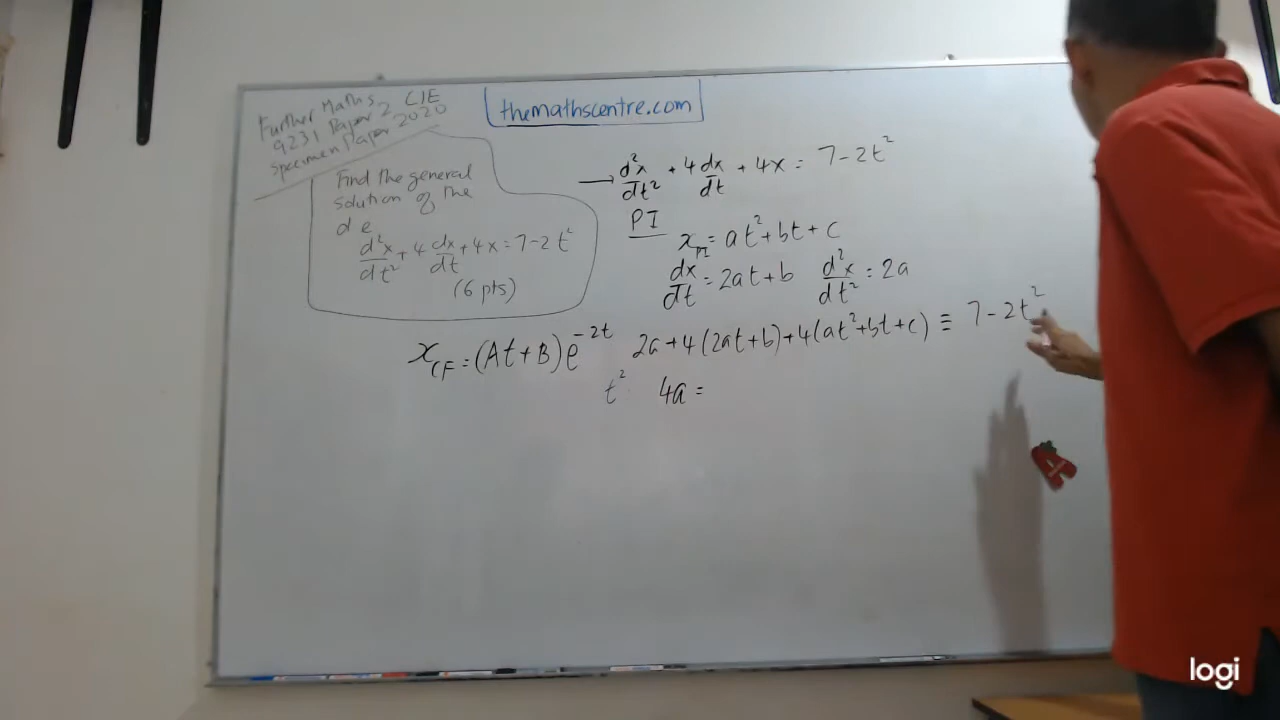 Further Maths CIE
9231 Paper 2
Specimen Paper 2020
themathscentre.com
Find the general
solution of the
d e
d²x/dt² + 4 dx/dt + 4x = 7 - 2t²
(6 pts)
→ d²x/dt² + 4 dx/dt + 4x = 7 - 2t²
PI
x_PI = at² + bt + c
dx/dt = 2at + b d²x/dt² = 2a
x_CF = (At + B)e^-2t
2a + 4(2at + b) + 4(at² + bt + c) ≡ 7 - 2t²
t² 4a =
logi